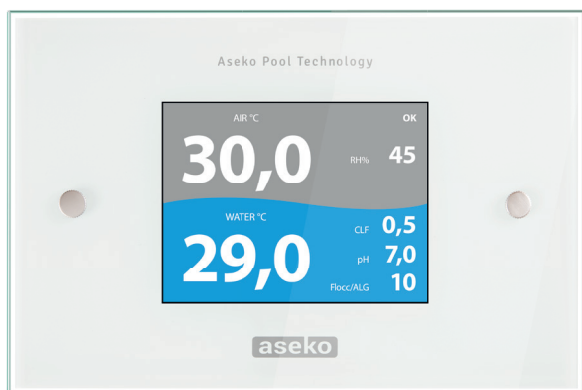 Aseko Pool Technology
AIR °C
OK
30,0
RH% 45
WATER °C
29,0
CLF 0,5
pH 7,0
Flocc/ALG 10
aseko